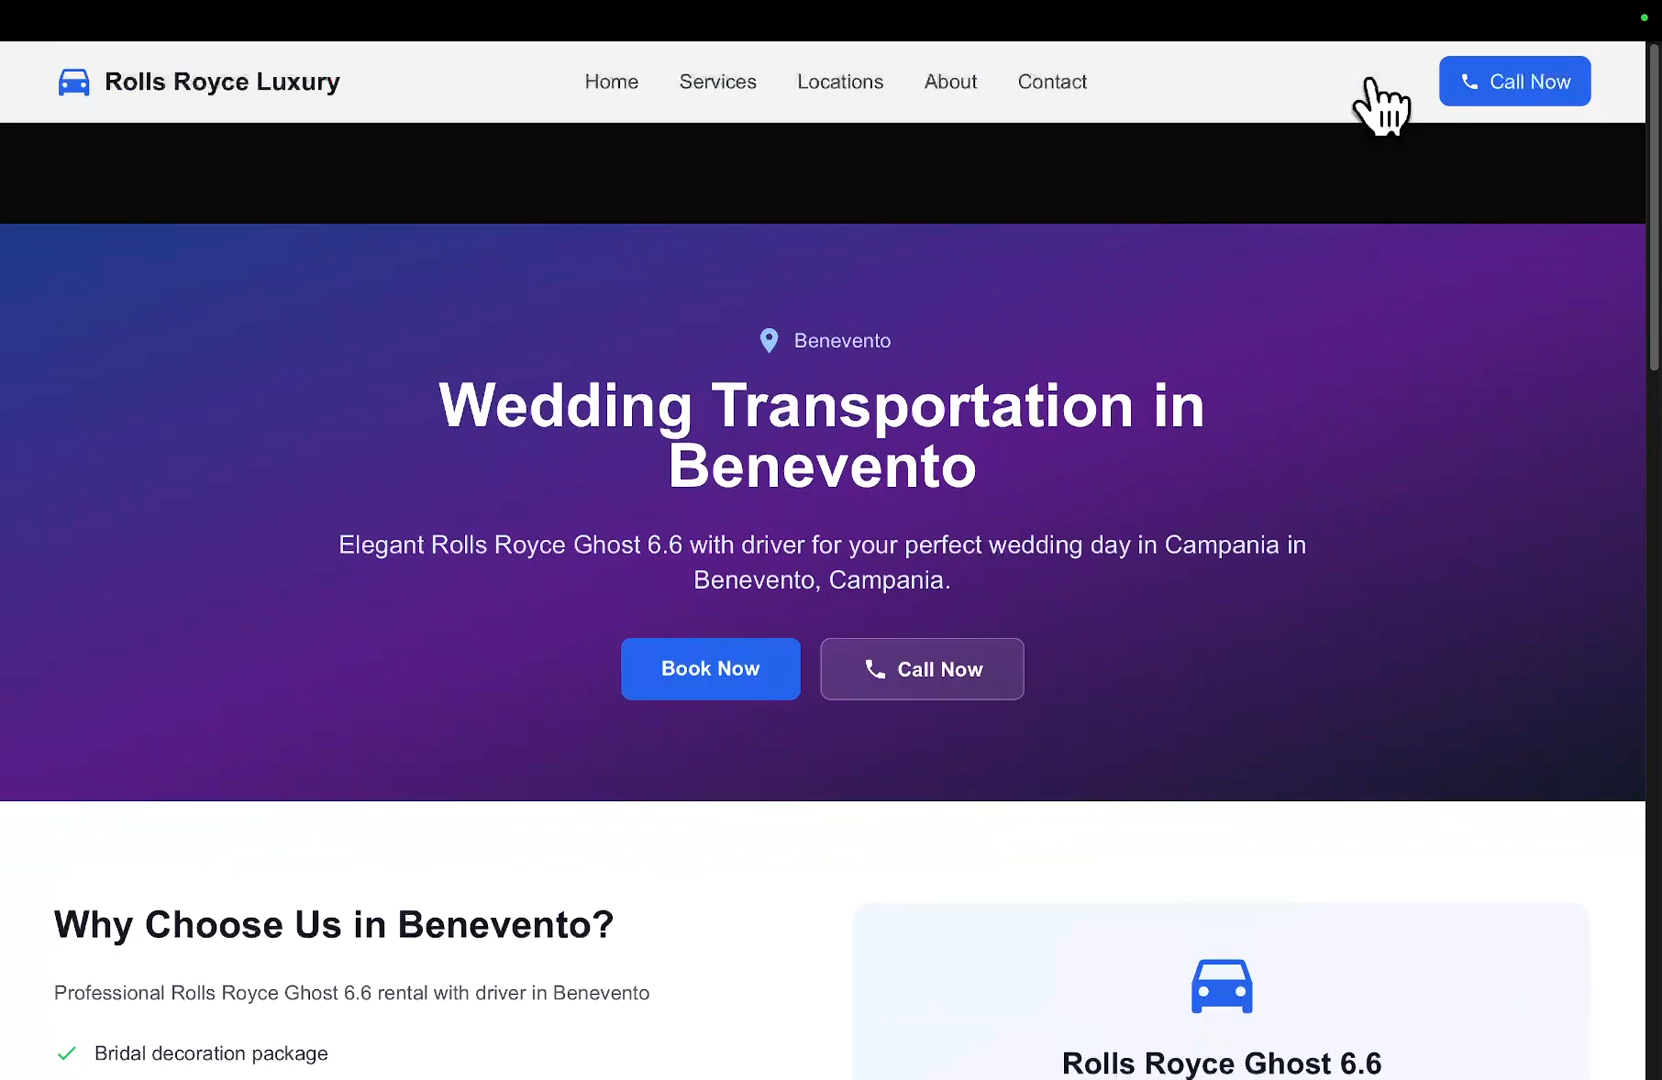 Rolls Royce Luxury
Home
Services
Locations
About
Contact
Call Now
Benevento
Wedding Transportation in
Benevento
Elegant Rolls Royce Ghost 6.6 with driver for your perfect wedding day in Campania in
Benevento, Campania.
Book Now
Call Now
Why Choose Us in Benevento?
Professional Rolls Royce Ghost 6.6 rental with driver in Benevento
Bridal decoration package
Rolls Royce Ghost 6.6